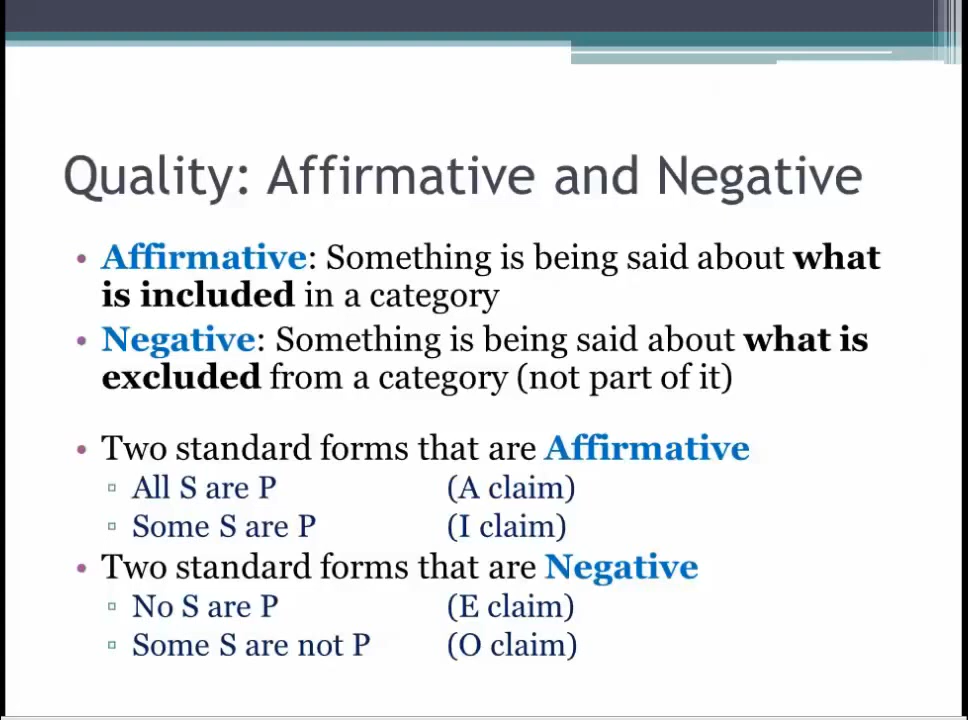 Quality: Affirmative and Negative
• Affirmative: Something is being said about what
is included in a category
• Negative: Something is being said about what is
excluded from a category (not part of it)
• Two standard forms that are Affirmative
▫ All S are P (A claim)
▫ Some S are P (I claim)
• Two standard forms that are Negative
▫ No S are P (E claim)
▫ Some S are not P (O claim)